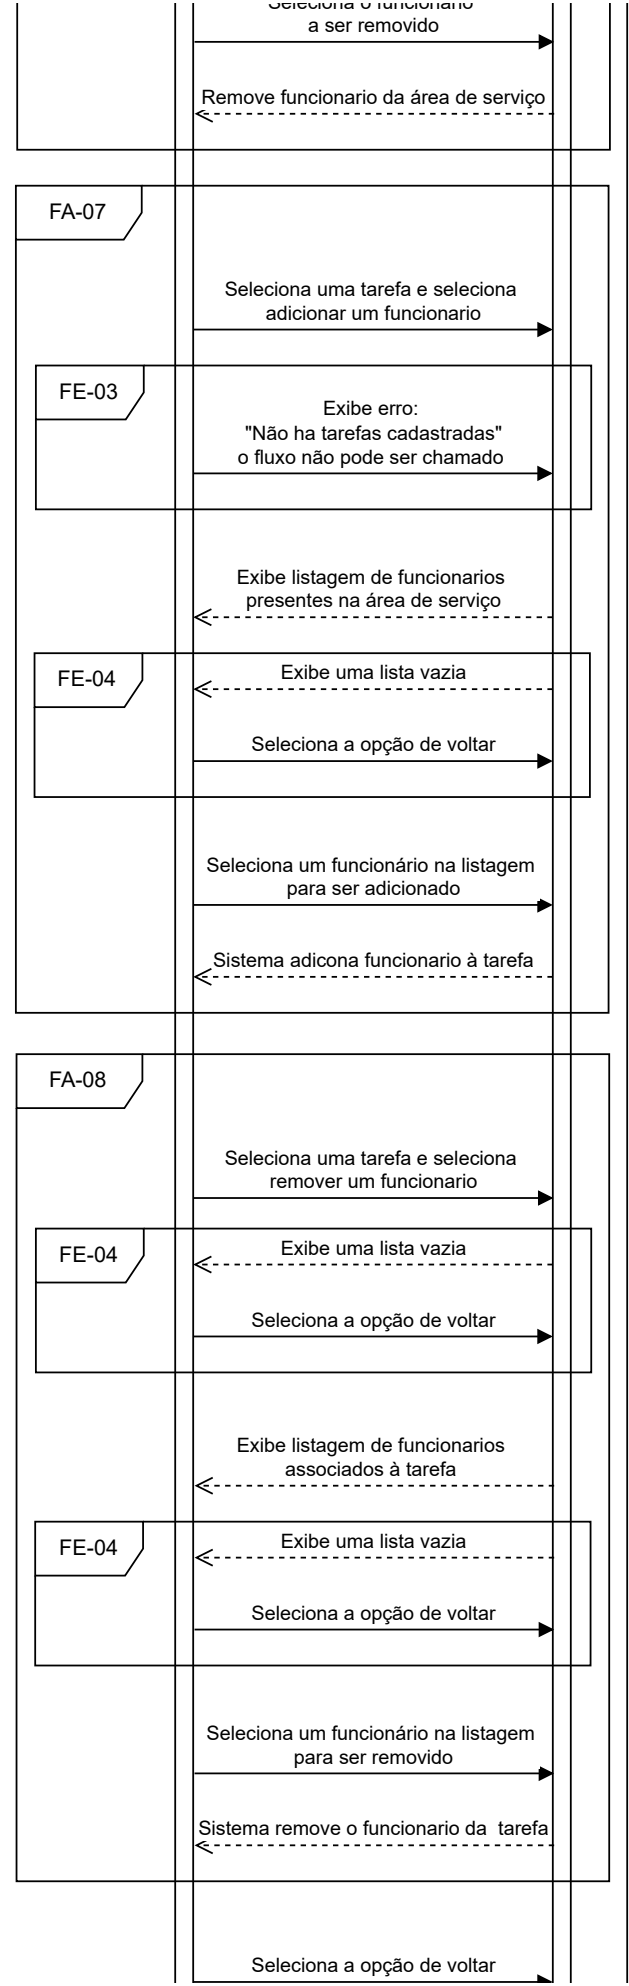 Seleciona o funcionario
a ser removido
Remove funcionario da área de serviço
FA-07
Seleciona uma tarefa e seleciona
adicionar um funcionario
FE-03
Exibe erro:
"Não ha tarefas cadastradas"
o fluxo não pode ser chamado
Exibe listagem de funcionarios
presentes na área de serviço
FE-04
Exibe uma lista vazia
Seleciona a opção de voltar
Seleciona um funcionário na listagem
para ser adicionado
Sistema adicona funcionario à tarefa
FA-08
Seleciona uma tarefa e seleciona
remover um funcionario
FE-04
Exibe uma lista vazia
Seleciona a opção de voltar
Exibe listagem de funcionarios
associados à tarefa
FE-04
Exibe uma lista vazia
Seleciona a opção de voltar
Seleciona um funcionário na listagem
para ser removido
Sistema remove o funcionario da  tarefa
Seleciona a opção de voltar